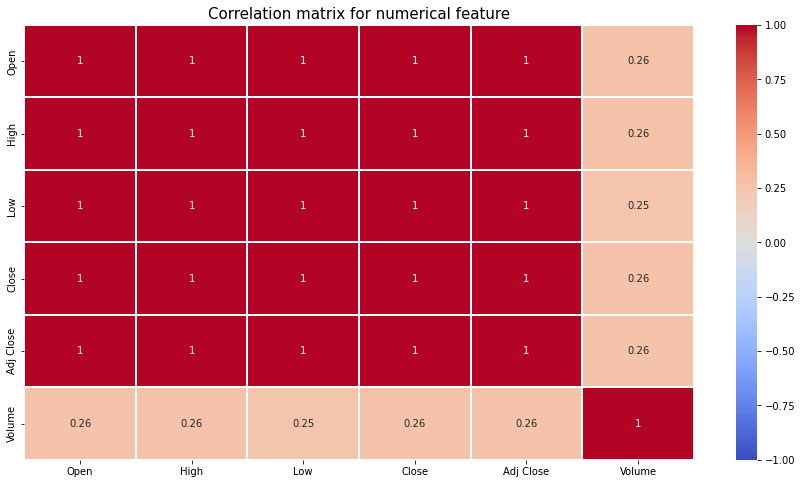 Correlation matrix for numerical feature
Open 1 1 1 1 1 0.26
High 1 1 1 1 1 0.26
Low 1 1 1 1 1 0.25
Close 1 1 1 1 1 0.26
Adj Close 1 1 1 1 1 0.26
Volume 0.26 0.26 0.25 0.26 0.26 1
Open High Low Close Adj Close Volume
1.00
0.75
0.50
0.25
0.00
−0.25
−0.50
−0.75
−1.00